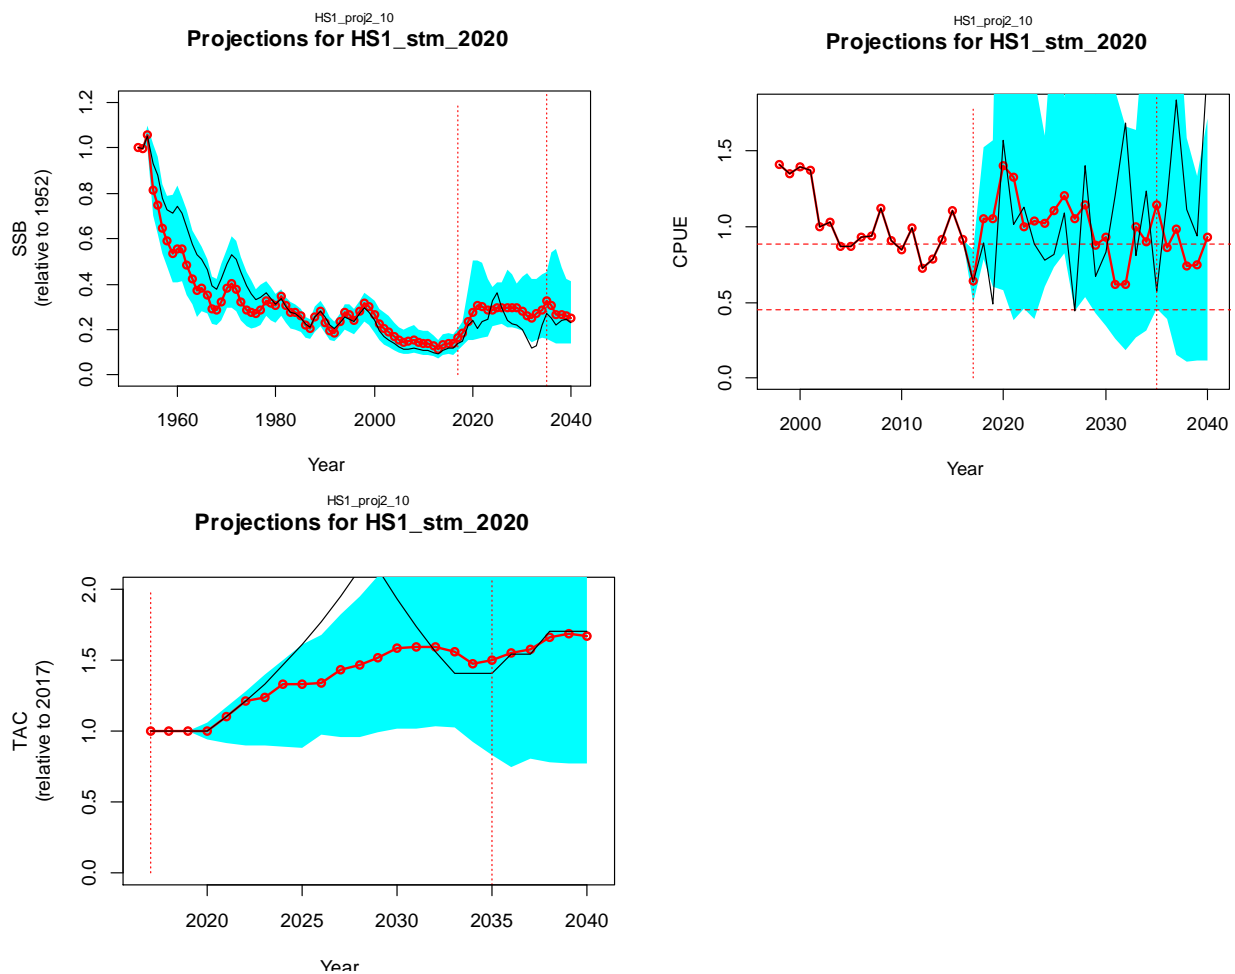 HS1_proj2_10
Projections for HS1_stm_2020
SSB
(relative to 1952)
1.2
1.0
0.8
0.6
0.4
0.2
0.0
1960
1980
2000
2020
2040
Year
HS1_proj2_10
Projections for HS1_stm_2020
CPUE
1.5
1.0
0.5
0.0
2000
2010
2020
2030
2040
Year
HS1_proj2_10
Projections for HS1_stm_2020
TAC
(relative to 2017)
2.0
1.5
1.0
0.5
0.0
2020
2025
2030
2035
2040
Year